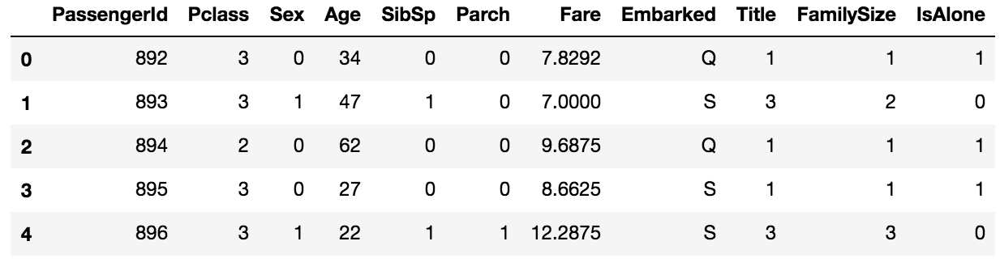 PassengerId Pclass Sex Age SibSp Parch Fare Embarked Title FamilySize IsAlone
0 892 3 0 34 0 0 7.8292 Q 1 1 1
1 893 3 1 47 1 0 7.0000 S 3 2 0
2 894 2 0 62 0 0 9.6875 Q 1 1 1
3 895 3 0 27 0 0 8.6625 S 1 1 1
4 896 3 1 22 1 1 12.2875 S 3 3 0